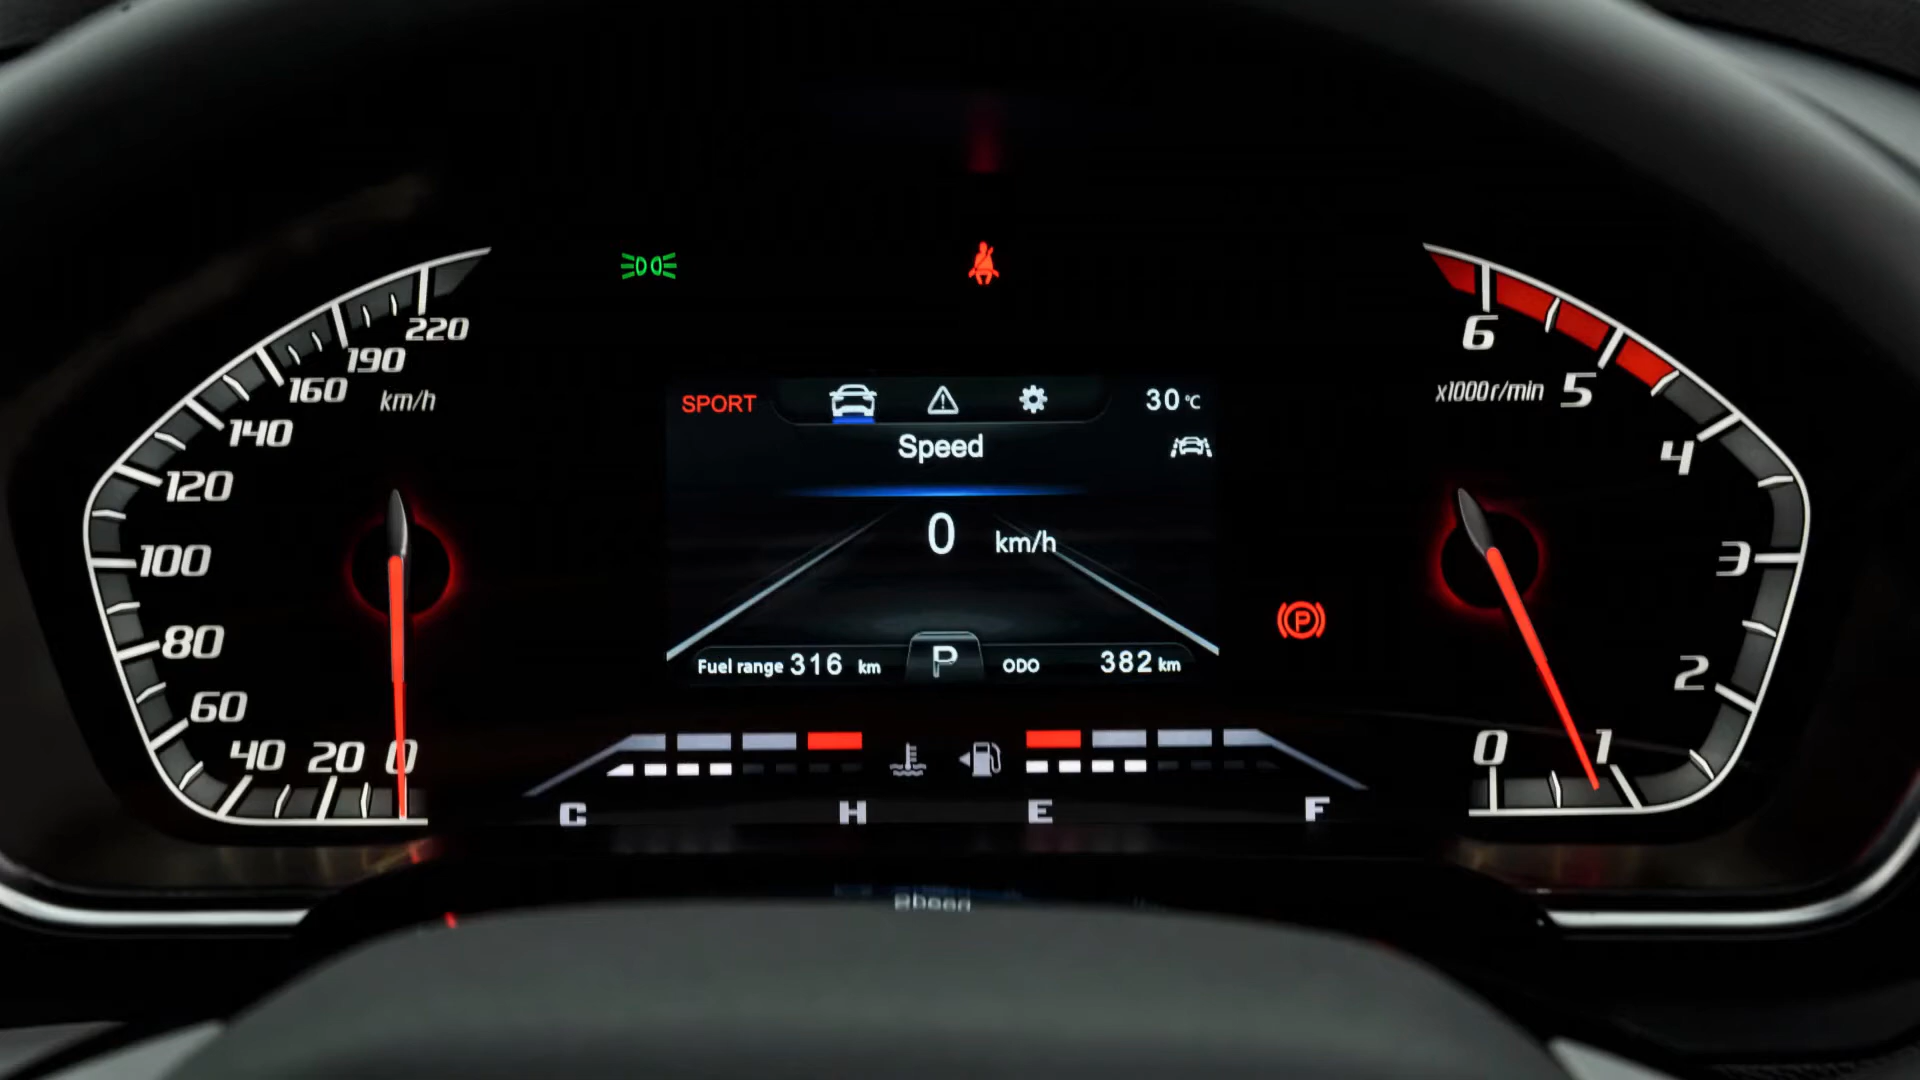 220
190
160
km/h
140
120
100
80
60
40
20
0
SPORT
30 °C
Speed
0 km/h
Fuel range 316 km
P
ODO 382 km
C
H
E
F
P
6
5
x1000 r/min
4
3
2
1
0